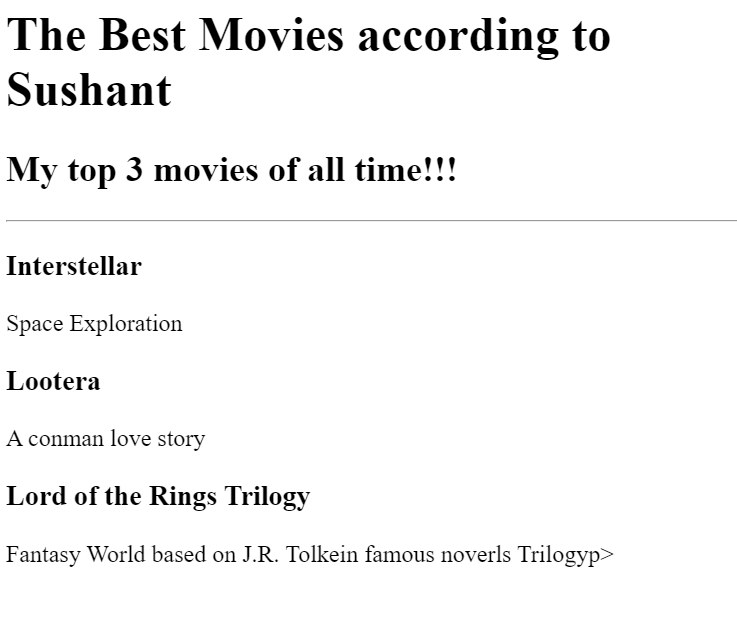 The Best Movies according to
Sushant
My top 3 movies of all time!!!
Interstellar
Space Exploration
Lootera
A conman love story
Lord of the Rings Trilogy
Fantasy World based on J.R. Tolkein famous noverls Trilogyp>